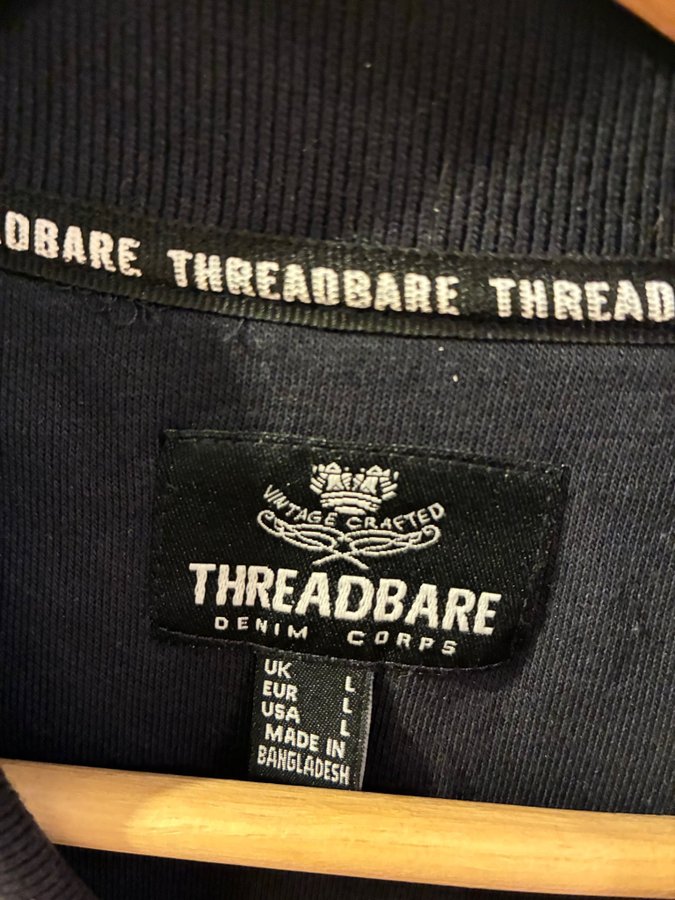 DBARE THREADBARE THREAD
VINTAGE CRAFTED
THREADBARE
DENIM CORPS
UK L
EUR L
USA L
MADE IN
BANGLADESH